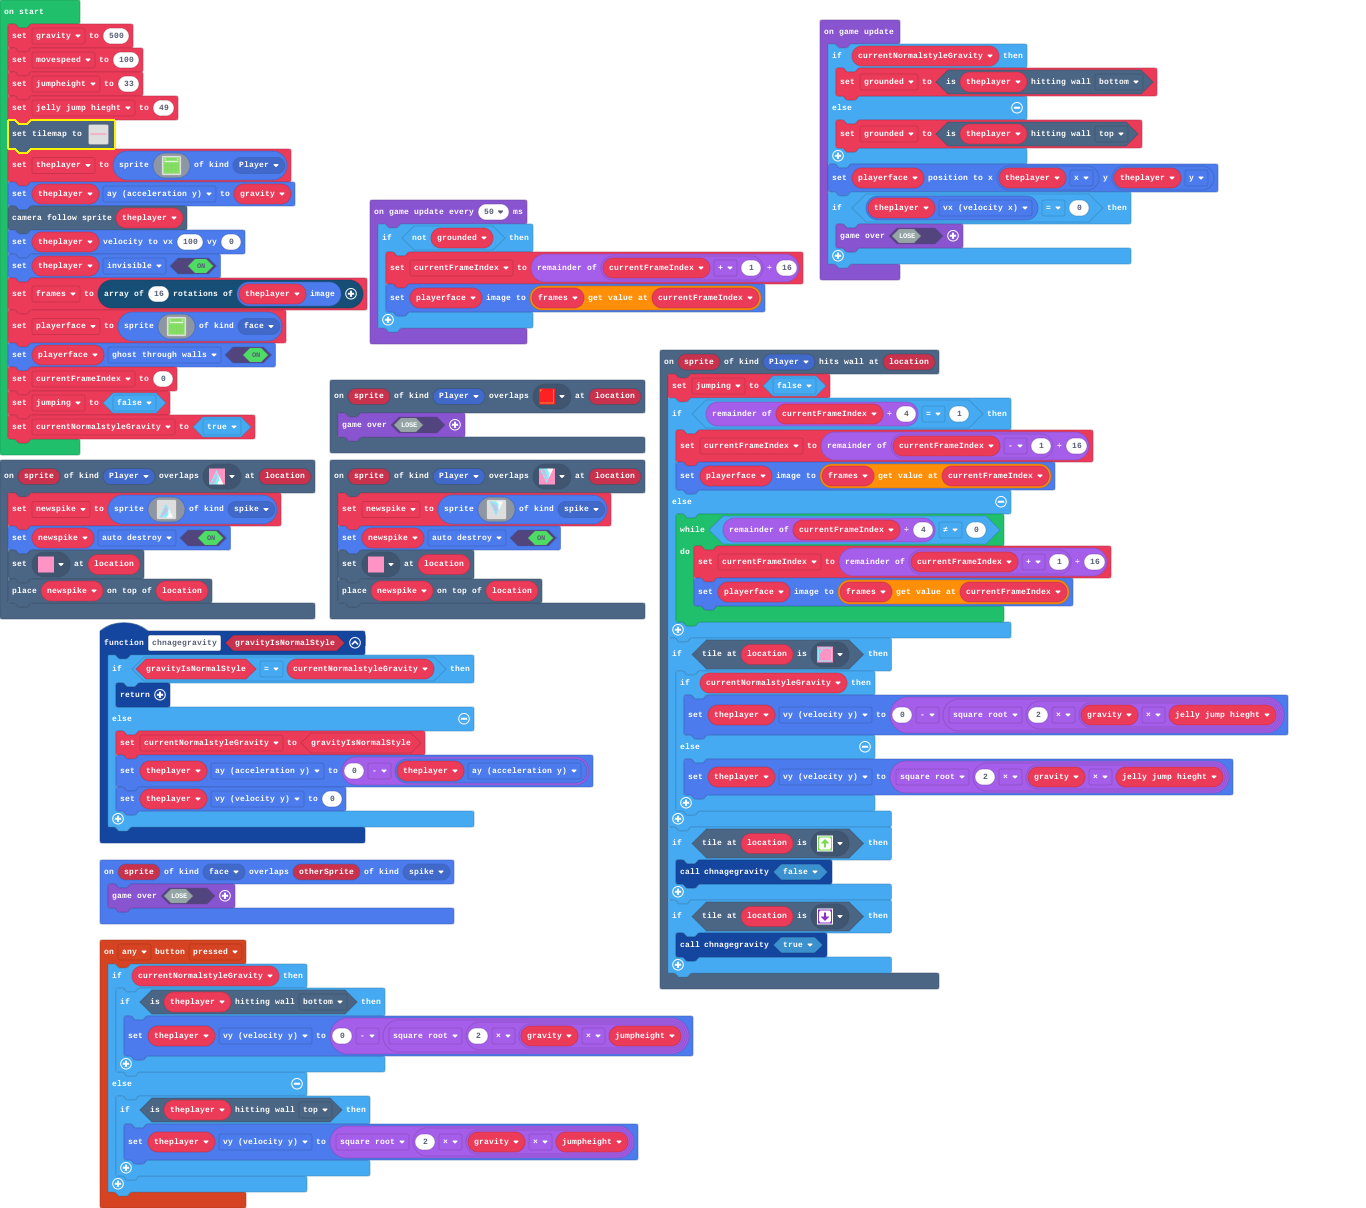 on start
set gravity to 500
set movespeed to 100
set jumpheight to 33
set jelly jump hieght to 49
set tilemap to
set theplayer to sprite of kind Player
set theplayer ay (acceleration y) to gravity
camera follow sprite theplayer
set theplayer velocity to vx 100 vy 0
set theplayer invisible ON
set frames to array of 16 rotations of theplayer image
set playerface to sprite of kind face
set playerface ghost through walls ON
set currentFrameIndex to 0
set jumping to false
set currentNormalstyleGravity to true
on game update
if currentNormalstyleGravity then
set grounded to is theplayer hitting wall bottom
else
set grounded to is theplayer hitting wall top
set playerface position to x theplayer x y theplayer y
if theplayer vx (velocity x) = 0 then
game over LOSE
on game update every 50 ms
if not grounded then
set currentFrameIndex to remainder of currentFrameIndex + 1 ÷ 16
set playerface image to frames get value at currentFrameIndex
on sprite of kind Player overlaps at location
game over LOSE
on sprite of kind Player overlaps at location
set newspike to sprite of kind spike
set newspike auto destroy ON
set at location
place newspike on top of location
on sprite of kind Player overlaps at location
set newspike to sprite of kind spike
set newspike auto destroy ON
set at location
place newspike on top of location
on sprite of kind Player hits wall at location
set jumping to false
if remainder of currentFrameIndex ÷ 4 = 1 then
set currentFrameIndex to remainder of currentFrameIndex - 1 ÷ 16
set playerface image to frames get value at currentFrameIndex
else
while remainder of currentFrameIndex ÷ 4 ≠ 0
do
set currentFrameIndex to remainder of currentFrameIndex + 1 ÷ 16
set playerface image to frames get value at currentFrameIndex
if tile at location is then
if currentNormalstyleGravity then
set theplayer vy (velocity y) to 0 - square root 2 × gravity × jelly jump hieght
else
set theplayer vy (velocity y) to square root 2 × gravity × jelly jump hieght
if tile at location is then
call chnagegravity false
if tile at location is then
call chnagegravity true
function chnagegravity gravityIsNormalStyle
if gravityIsNormalStyle = currentNormalstyleGravity then
return
else
set currentNormalstyleGravity to gravityIsNormalStyle
set theplayer ay (acceleration y) to 0 - theplayer ay (acceleration y)
set theplayer vy (velocity y) to 0
on sprite of kind face overlaps otherSprite of kind spike
game over LOSE
on any button pressed
if currentNormalstyleGravity then
if is theplayer hitting wall bottom then
set theplayer vy (velocity y) to 0 - square root 2 × gravity × jumpheight
else
if is theplayer hitting wall top then
set theplayer vy (velocity y) to square root 2 × gravity × jumpheight